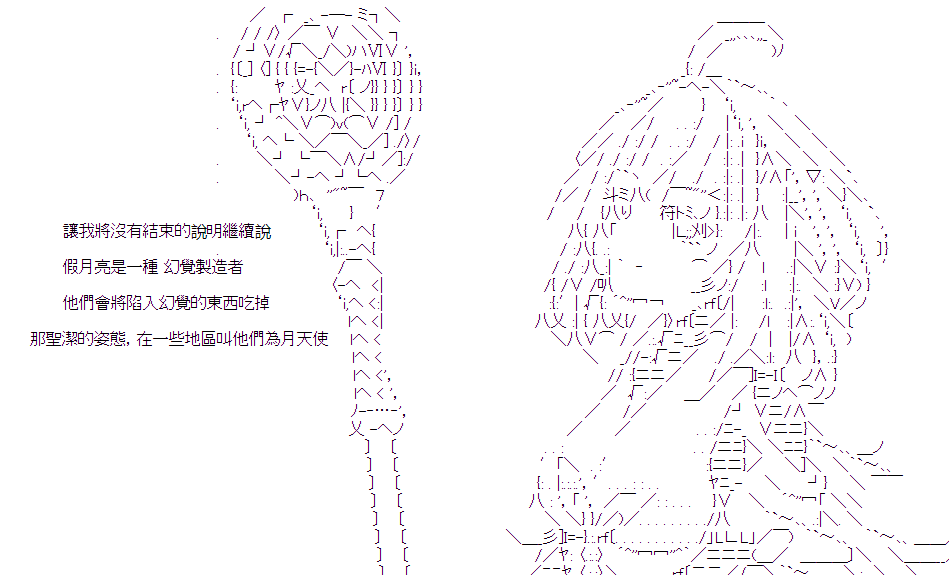 讓我將沒有結束的說明繼續說
假月亮是一種 幻覺製造者
他們會將陷入幻覺的東西吃掉
那聖潔的姿態, 在一些地區叫他們為月天使